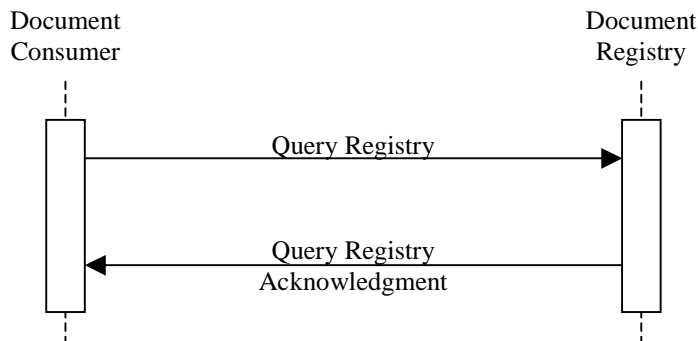 Document
Consumer
Document
Registry
Query Registry
Query Registry
Acknowledgment